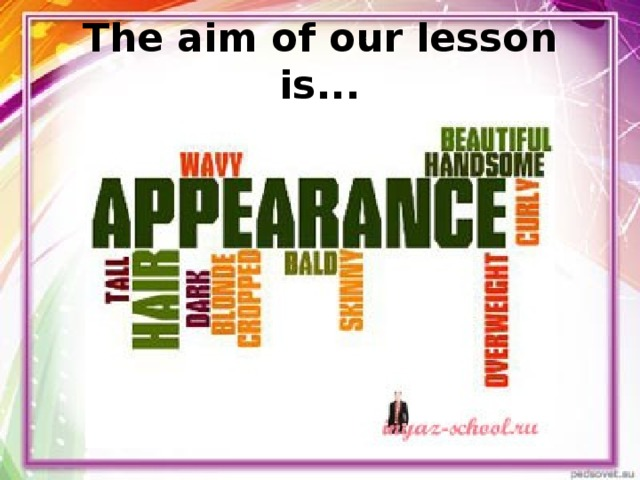 The aim of our lesson
is...
BEAUTIFUL
WAVY
HANDSOME
APPEARANCE
CURLY
TALL
HAIR
DARK
BLONDE
CROPPED
BALD
SKINNY
OVERWEIGHT
inyaz-school.ru
pedsovet.su